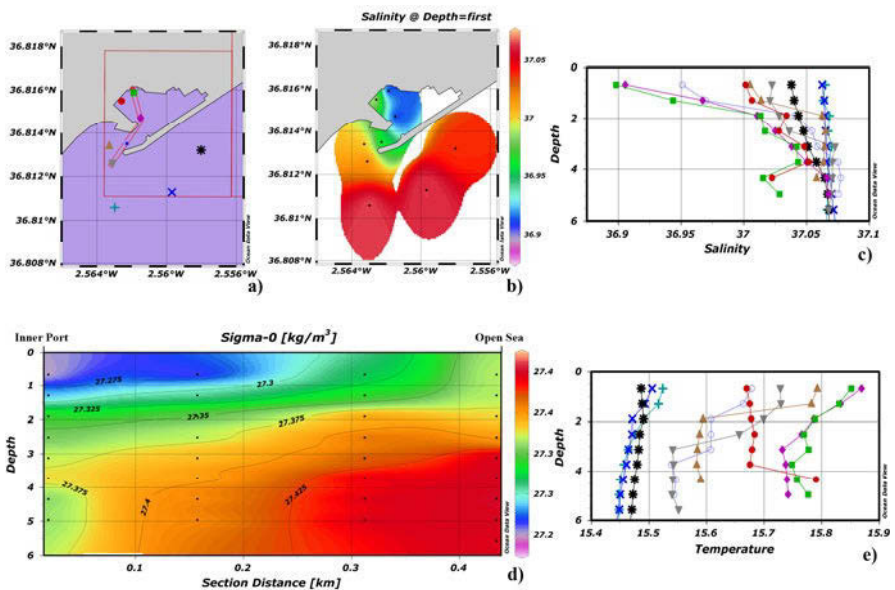 Salinity @ Depth=first
36.818°N
36.816°N
36.814°N
36.812°N
36.81°N
36.808°N
2.564°W
2.56°W
2.556°W
Ocean Data View
a)
36.818°N
36.816°N
36.814°N
36.812°N
36.81°N
36.808°N
2.564°W
2.56°W
2.556°W
Ocean Data View
37.05
37
36.95
36.9
b)
0
2
4
6
Depth
36.9
36.95
37
37.05
37.1
Salinity
Ocean Data View
c)
Inner Port
Sigma-0 [kg/m³]
Open Sea
0
1
2
3
4
5
6
Depth
27.275
27.3
27.325
27.35
27.375
27.375
27.4
27.425
0.1
0.2
0.3
0.4
Section Distance [km]
Ocean Data View
27.4
27.4
27.3
27.3
27.2
d)
0
2
4
6
Depth
15.4
15.5
15.6
15.7
15.8
15.9
Temperature
Ocean Data View
e)